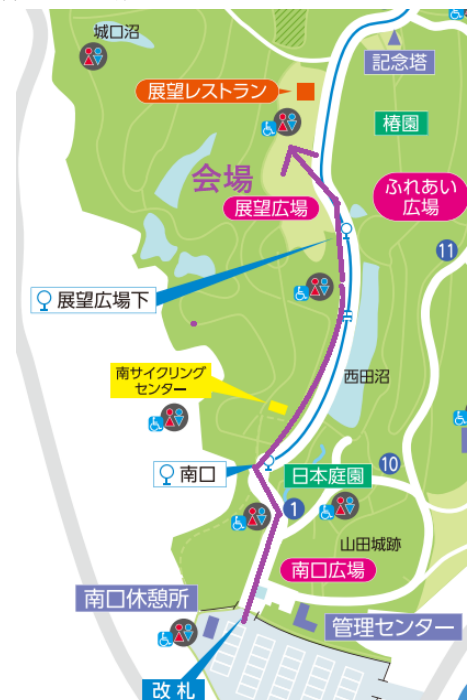 城口沼
記念塔
展望レストラン
椿園
会場
展望広場
ふれあい
広場
11
展望広場下
南サイクリング
センター
西田沼
南口
日本庭園
10
1
山田城跡
南口広場
南口休憩所
管理センター
改札